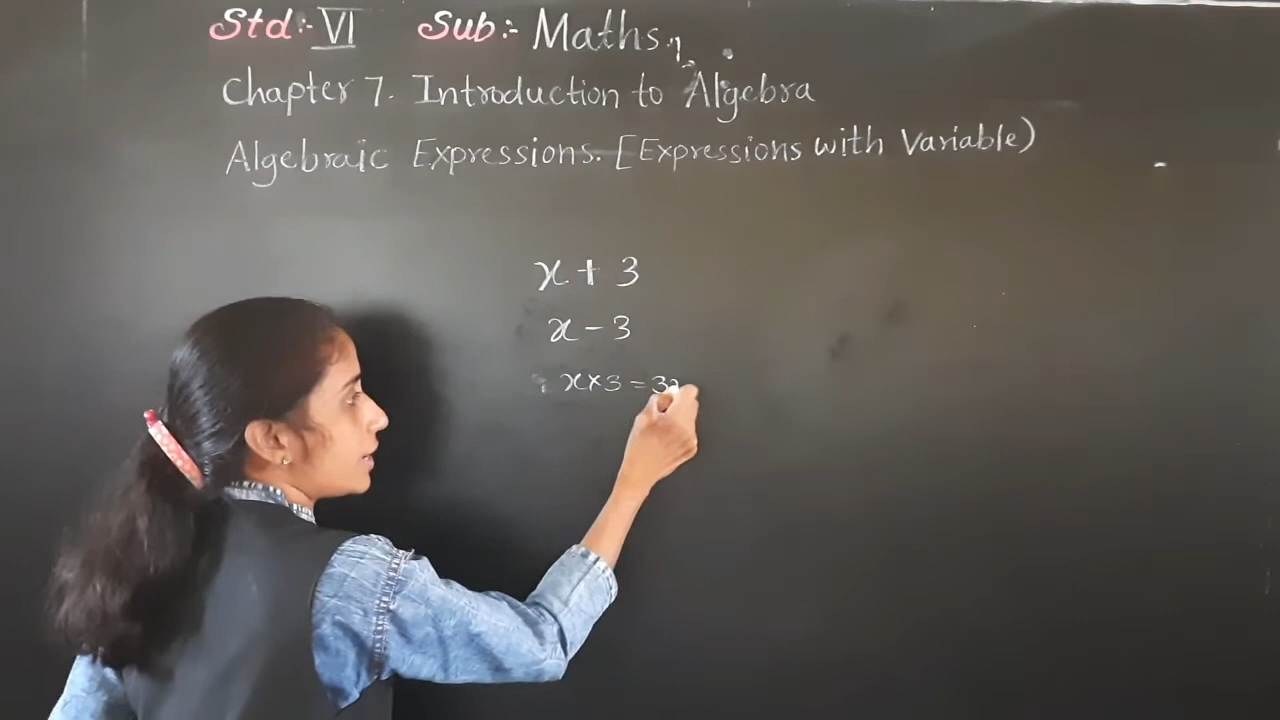 Std:- VI Sub:- Maths.
Chapter 7. Introduction to Algebra
Algebraic Expressions. [Expressions with Variable)
x + 3
x - 3
x × 3 = 3x